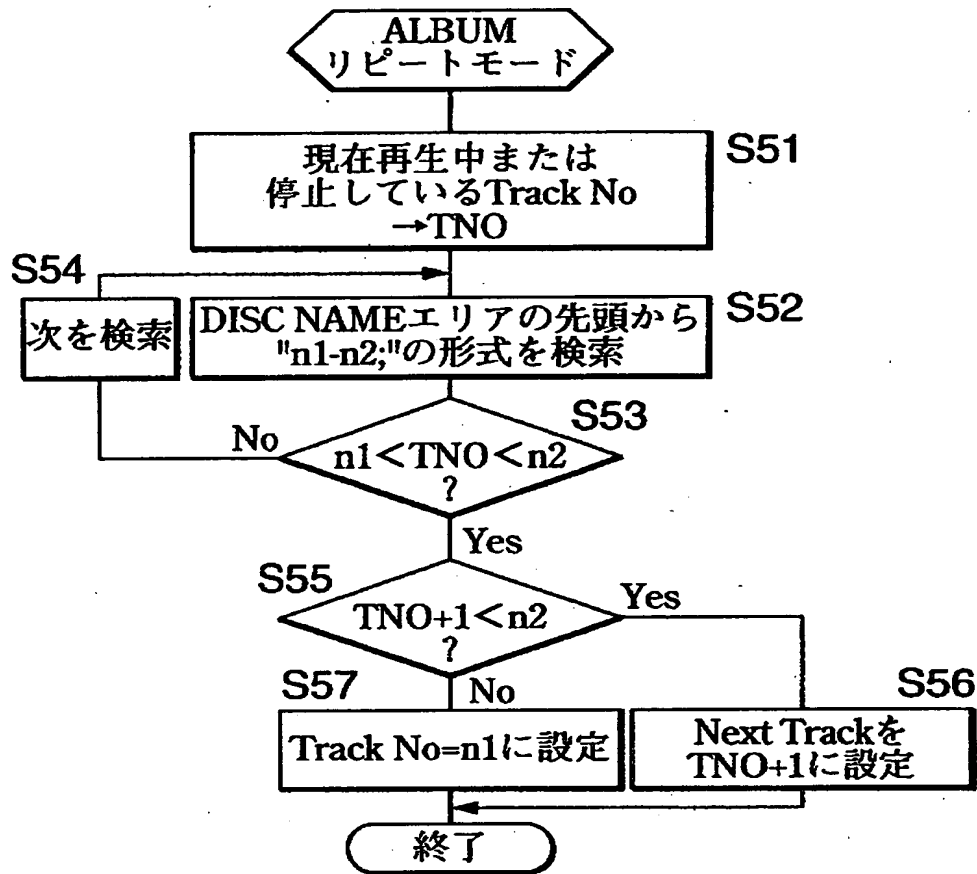 ALBUM
リピートモード
S51
現在再生中または
停止しているTrack No
→TNO
S54
次を検索
S52
DISC NAMEエリアの先頭から
"n1-n2;"の形式を検索
S53
No
n1<TNO<n2
?
Yes
S55
TNO+1<n2
?
Yes
S57
No
Track No=n1に設定
S56
Next Trackを
TNO+1に設定
終了